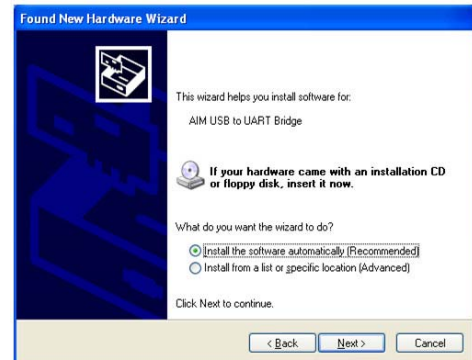 Found New Hardware Wizard
This wizard helps you install software for:
AIM USB to UART Bridge
If your hardware came with an installation CD
or floppy disk, insert it now.
What do you want the wizard to do?
Install the software automatically (Recommended)
Install from a list or specific location (Advanced)
Click Next to continue.
< Back Next > Cancel